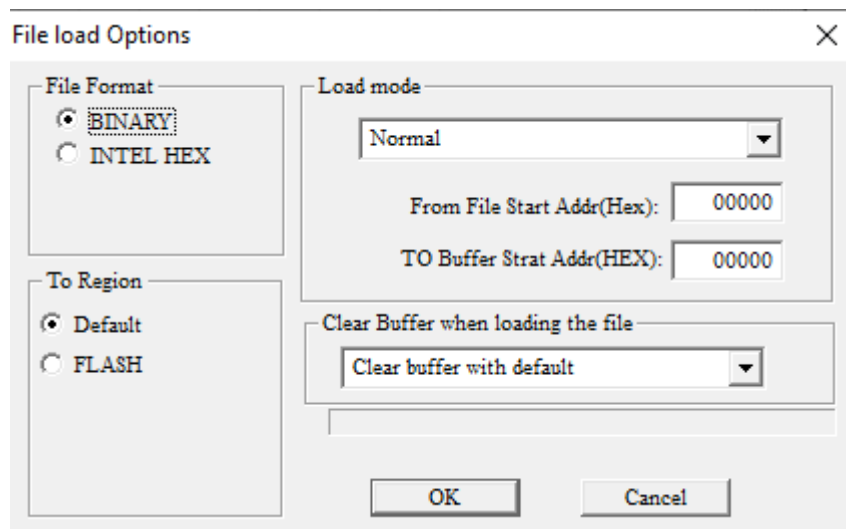 File load Options
File Format
BINARY
INTEL HEX
To Region
Default
FLASH
Load mode
Normal
From File Start Addr(Hex): 00000
TO Buffer Strat Addr(HEX): 00000
Clear Buffer when loading the file
Clear buffer with default
OK
Cancel